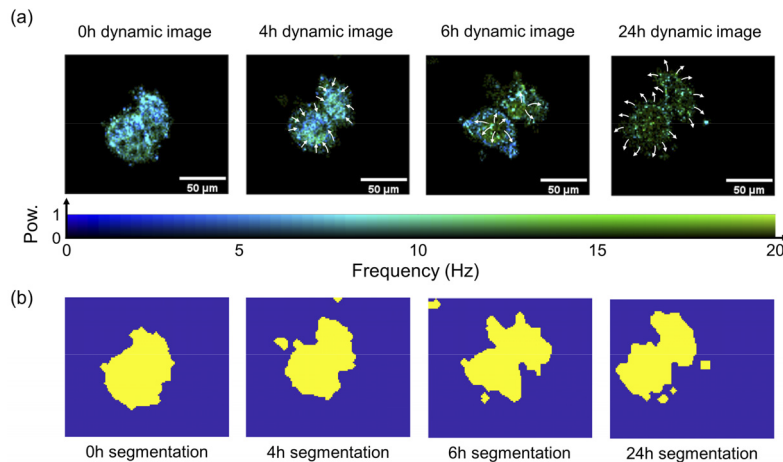 (a)
0h dynamic image 4h dynamic image 6h dynamic image 24h dynamic image
50 µm 50 µm 50 µm 50 µm
Pow.
1
0
0 5 10 15 20
Frequency (Hz)
(b)
0h segmentation 4h segmentation 6h segmentation 24h segmentation